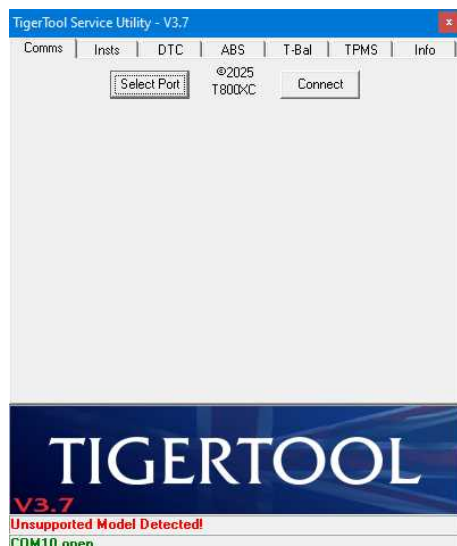 TigerTool Service Utility - V3.7
x
Comms Insts DTC ABS T-Bal TPMS Info
Select Port ©2025 Connect
T800XC
TIGERTOOL
V3.7
Unsupported Model Detected!
COM10 open